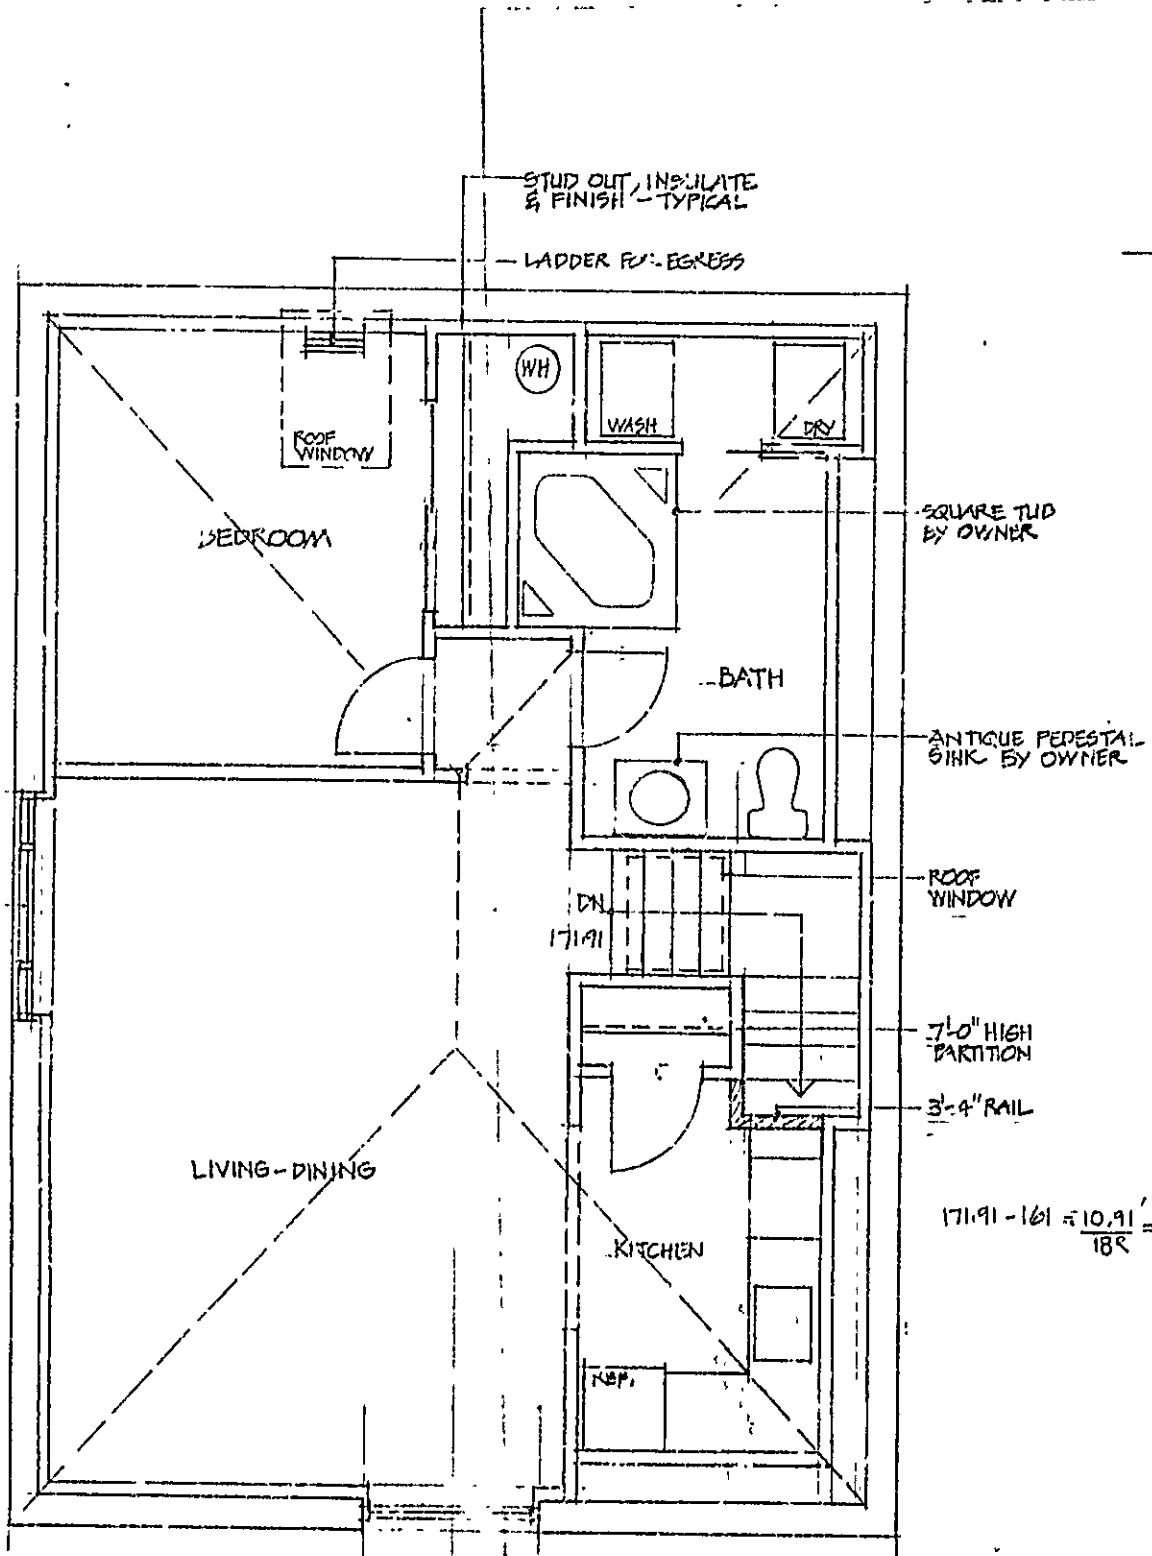 STUD OUT, INSULATE
& FINISH - TYPICAL
LADDER FOR EGRESS
WH
WASH
DRY
ROOF
WINDOW
BEDROOM
SQUARE TUB
BY OWNER
BATH
ANTIQUE PEDESTAL
SINK BY OWNER
ROOF
WINDOW
DN
171.91
7'-0" HIGH
PARTITION
3'-4" RAIL
LIVING-DINING
171.91 - 161 = 10.91' =
18R
KITCHEN
REF.